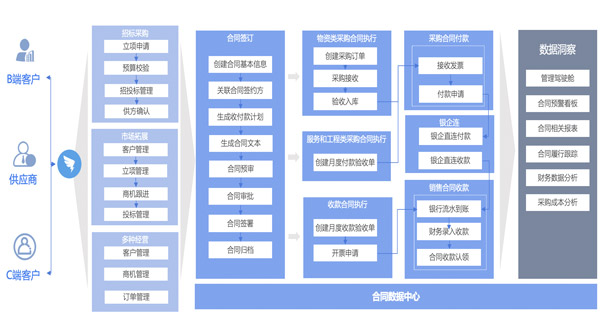 B端客户
供应商
C端客户
招标采购
立项申请
预算校验
招投标管理
供方确认
市场拓展
客户管理
立项管理
商机跟进
投标管理
多种经营
客户管理
商机管理
订单管理
合同签订
创建合同基本信息
关联合同签约方
生成收付款计划
生成合同文本
合同预审
合同审批
合同签署
合同归档
物资类采购合同执行
创建采购订单
采购接收
验收入库
服务和工程类采购合同执行
创建月度付款验收单
收款合同执行
创建月度收款验收单
开票申请
采购合同付款
接收发票
付款申请
银企连
银企直连付款
银企直连收款
销售合同收款
银行流水到账
财务录入收款
合同收款认领
数据洞察
管理驾驶舱
合同预警看板
合同相关报表
合同履行跟踪
财务数据分析
采购成本分析
合同数据中心